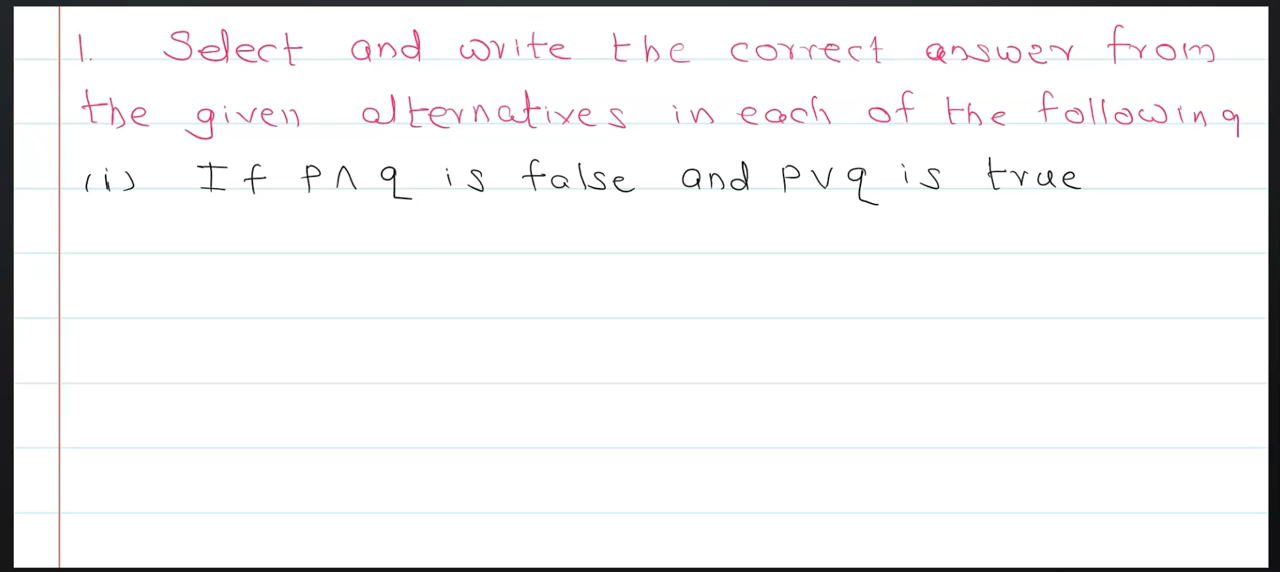 1. Select and write the correct answer from
the given alternatives in each of the following
(i) If p ∧ q is false and p ∨ q is true